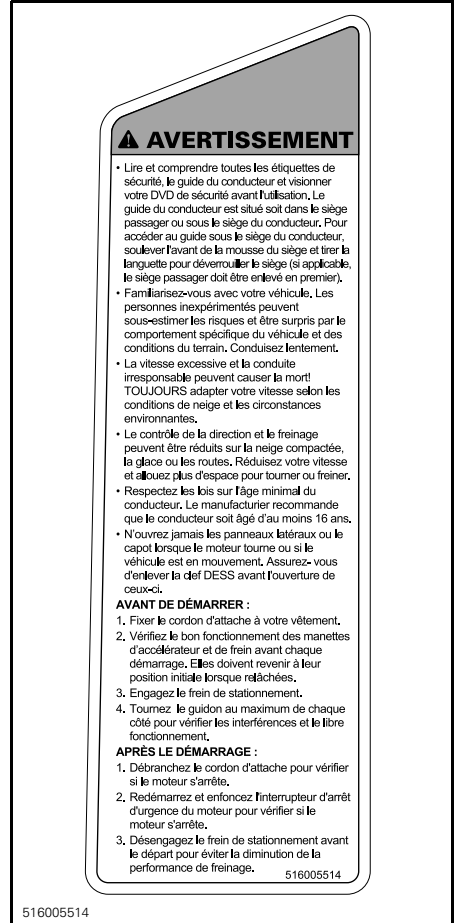 AVERTISSEMENT
• Lire et comprendre toutes les étiquettes de
sécurité, le guide du conducteur et visionner
votre DVD de sécurité avant l'utilisation. Le
guide du conducteur est situé soit dans le siège
passager ou sous le siège du conducteur. Pour
accéder au guide sous le siège du conducteur,
soulever l'avant de la mousse du siège et tirer la
languette pour déverrouiller le siège (si applicable,
le siège passager doit être enlevé en premier).
• Familiarisez-vous avec votre véhicule. Les
personnes inexpérimentés peuvent
sous-estimer les risques et être surpris par le
comportement spécifique du véhicule et des
conditions du terrain. Conduisez lentement.
• La vitesse excessive et la conduite
irresponsable peuvent causer la mort!
TOUJOURS adapter votre vitesse selon les
conditions de neige et les circonstances
environnantes.
• Le contrôle de la direction et le freinage
peuvent être réduits sur la neige compactée,
la glace ou les routes. Réduisez votre vitesse
et allouez plus d'espace pour tourner ou freiner.
• Respectez les lois sur l'âge minimal du
conducteur. Le manufacturier recommande
que le conducteur soit âgé d'au moins 16 ans.
• N'ouvrez jamais les panneaux latéraux ou le
capot lorsque le moteur tourne ou si le
véhicule est en mouvement. Assurez- vous
d'enlever la clef DESS avant l'ouverture de
ceux-ci.
AVANT DE DÉMARRER :
1. Fixer le cordon d'attache à votre vêtement.
2. Vérifiez le bon fonctionnement des manettes
d'accélérateur et de frein avant chaque
démarrage. Elles doivent revenir à leur
position initiale lorsque relâchées.
3. Engagez le frein de stationnement.
4. Tournez le guidon au maximum de chaque
côté pour vérifier les interférences et le libre
fonctionnement.
APRÈS LE DÉMARRAGE :
1. Débranchez le cordon d'attache pour vérifier
si le moteur s'arrête.
2. Redémarrez et enfoncez l'interrupteur d'arrêt
d'urgence du moteur pour vérifier si le
moteur s'arrête.
3. Désengagez le frein de stationnement avant
le départ pour éviter la diminution de la
performance de freinage.
516005514
516005514